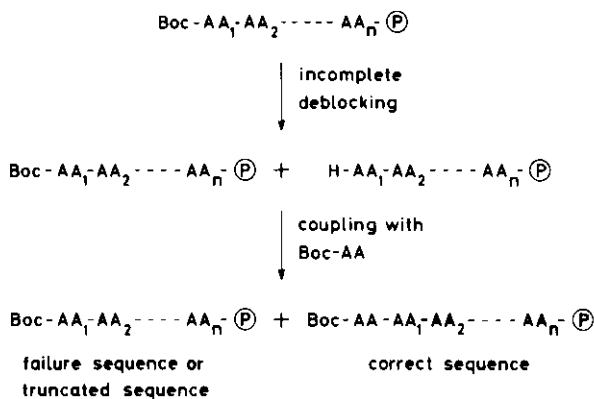 Boc-AA₁-AA₂-----AAₙ-Ⓟ
incomplete
deblocking
Boc-AA₁-AA₂----AAₙ-Ⓟ + H-AA₁-AA₂----AAₙ-Ⓟ
coupling with
Boc-AA
Boc-AA₁-AA₂----AAₙ-Ⓟ + Boc-AA-AA₁-AA₂----AAₙ-Ⓟ
failure sequence or correct sequence
truncated sequence